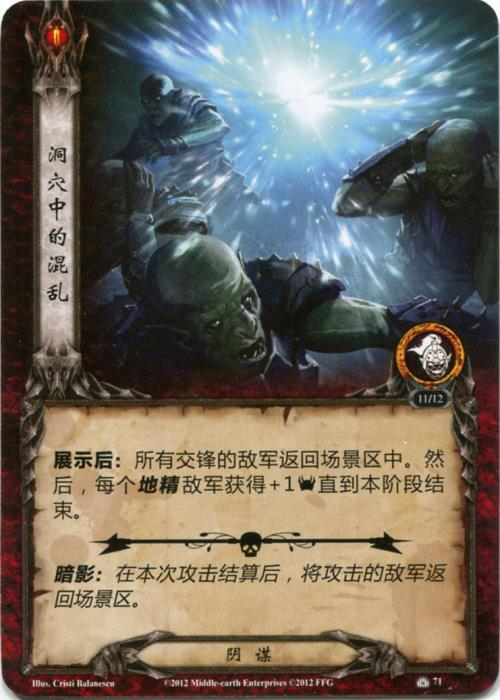 洞穴中的混乱
11/12
展示后：所有交锋的敌军返回场景区中。然
后，每个地精敌军获得+1直到本阶段结
束。
暗影：在本次攻击结算后，将攻击的敌军返
回场景区。
阴谋
Illus. Cristi Balanescu
©2012 Middle-earth Enterprises ©2012 FFG
71